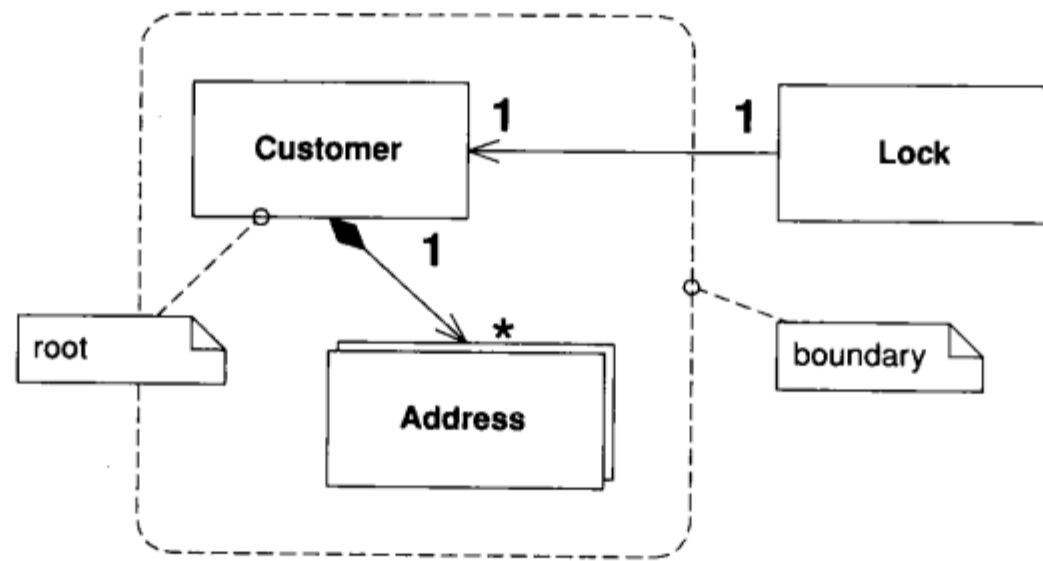 1
1
Customer
Lock
1
*
root
boundary
Address